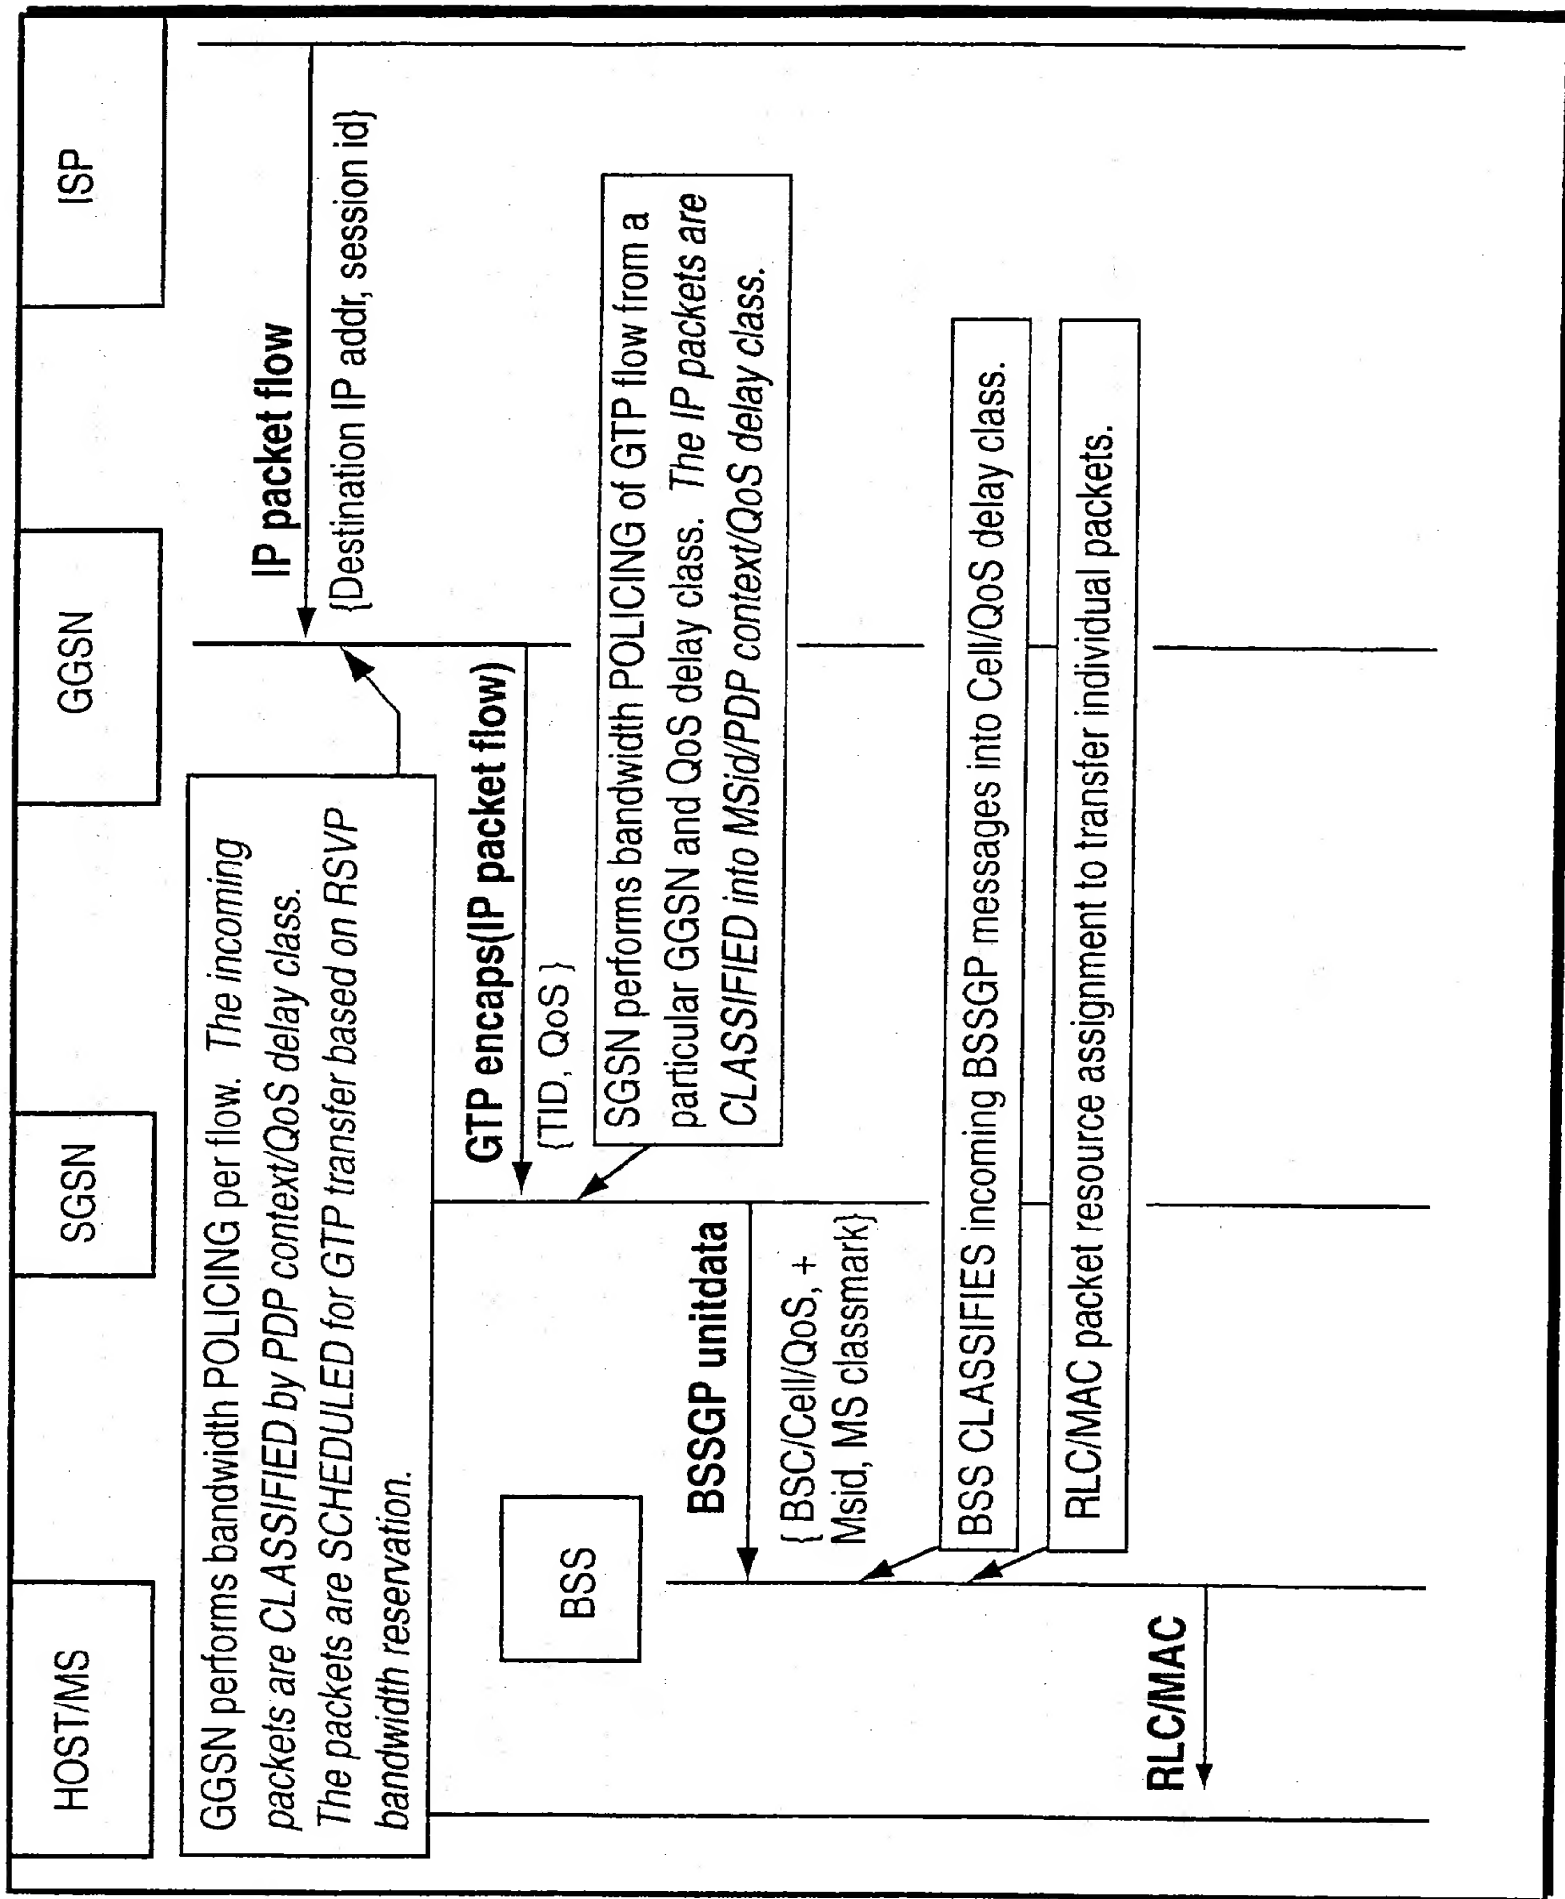 HOST/MS
SGSN
GGSN
ISP
GGSN performs bandwidth POLICING per flow. The incoming
packets are CLASSIFIED by PDP context/QoS delay class.
The packets are SCHEDULED for GTP transfer based on RSVP
bandwidth reservation.
IP packet flow
{Destination IP addr, session id}
GTP encaps(IP packet flow)
{TID, QoS }
BSS
SGSN performs bandwidth POLICING of GTP flow from a
particular GGSN and QoS delay class. The IP packets are
CLASSIFIED into MSid/PDP context/QoS delay class.
BSSGP unitdata
{ BSC/Cell/QoS, +
Msid, MS classmark}
BSS CLASSIFIES incoming BSSGP messages into Cell/QoS delay class.
RLC/MAC packet resource assignment to transfer individual packets.
RLC/MAC